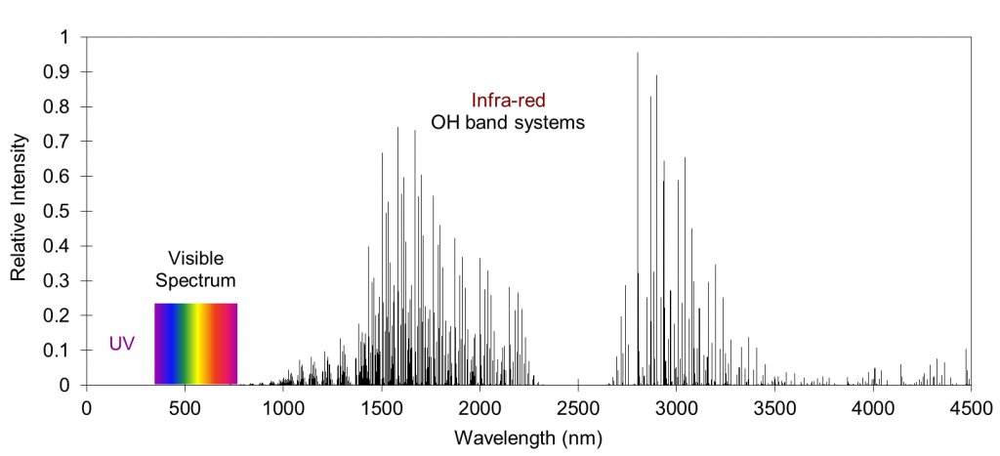 1
0.9
0.8
0.7
0.6
0.5
0.4
0.3
0.2
0.1
0
Relative Intensity
Infra-red
OH band systems
Visible
Spectrum
UV
0 500 1000 1500 2000 2500 3000 3500 4000 4500
Wavelength (nm)